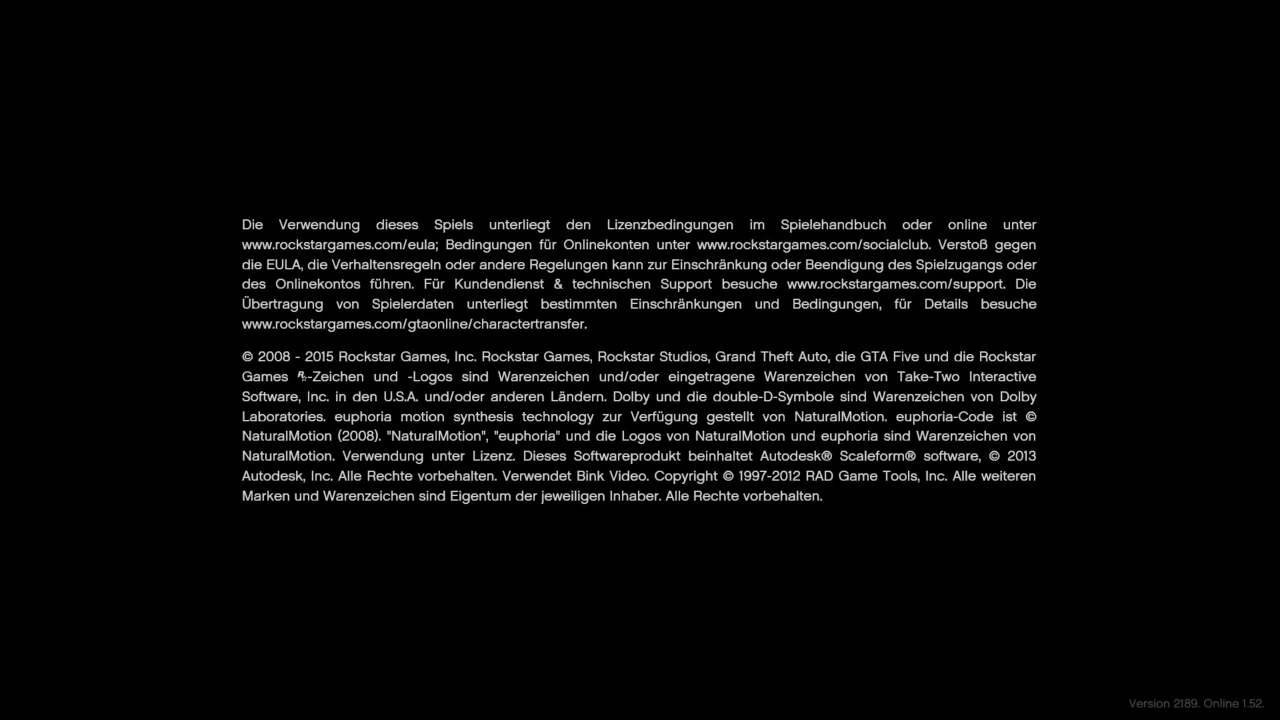 Die Verwendung dieses Spiels unterliegt den Lizenzbedingungen im Spielehandbuch oder online unter
www.rockstargames.com/eula; Bedingungen für Onlinekonten unter www.rockstargames.com/socialclub. Verstoß gegen
die EULA, die Verhaltensregeln oder andere Regelungen kann zur Einschränkung oder Beendigung des Spielzugangs oder
des Onlinekontos führen. Für Kundendienst & technischen Support besuche www.rockstargames.com/support. Die
Übertragung von Spielerdaten unterliegt bestimmten Einschränkungen und Bedingungen, für Details besuche
www.rockstargames.com/gtaonline/charactertransfer.
© 2008 - 2015 Rockstar Games, Inc. Rockstar Games, Rockstar Studios, Grand Theft Auto, die GTA Five und die Rockstar
Games R*-Zeichen und -Logos sind Warenzeichen und/oder eingetragene Warenzeichen von Take-Two Interactive
Software, Inc. in den U.S.A. und/oder anderen Ländern. Dolby und die double-D-Symbole sind Warenzeichen von Dolby
Laboratories. euphoria motion synthesis technology zur Verfügung gestellt von NaturalMotion. euphoria-Code ist ©
NaturalMotion (2008). "NaturalMotion", "euphoria" und die Logos von NaturalMotion und euphoria sind Warenzeichen von
NaturalMotion. Verwendung unter Lizenz. Dieses Softwareprodukt beinhaltet Autodesk® Scaleform® software, © 2013
Autodesk, Inc. Alle Rechte vorbehalten. Verwendet Bink Video. Copyright © 1997-2012 RAD Game Tools, Inc. Alle weiteren
Marken und Warenzeichen sind Eigentum der jeweiligen Inhaber. Alle Rechte vorbehalten.
Version 2189. Online 1.52.